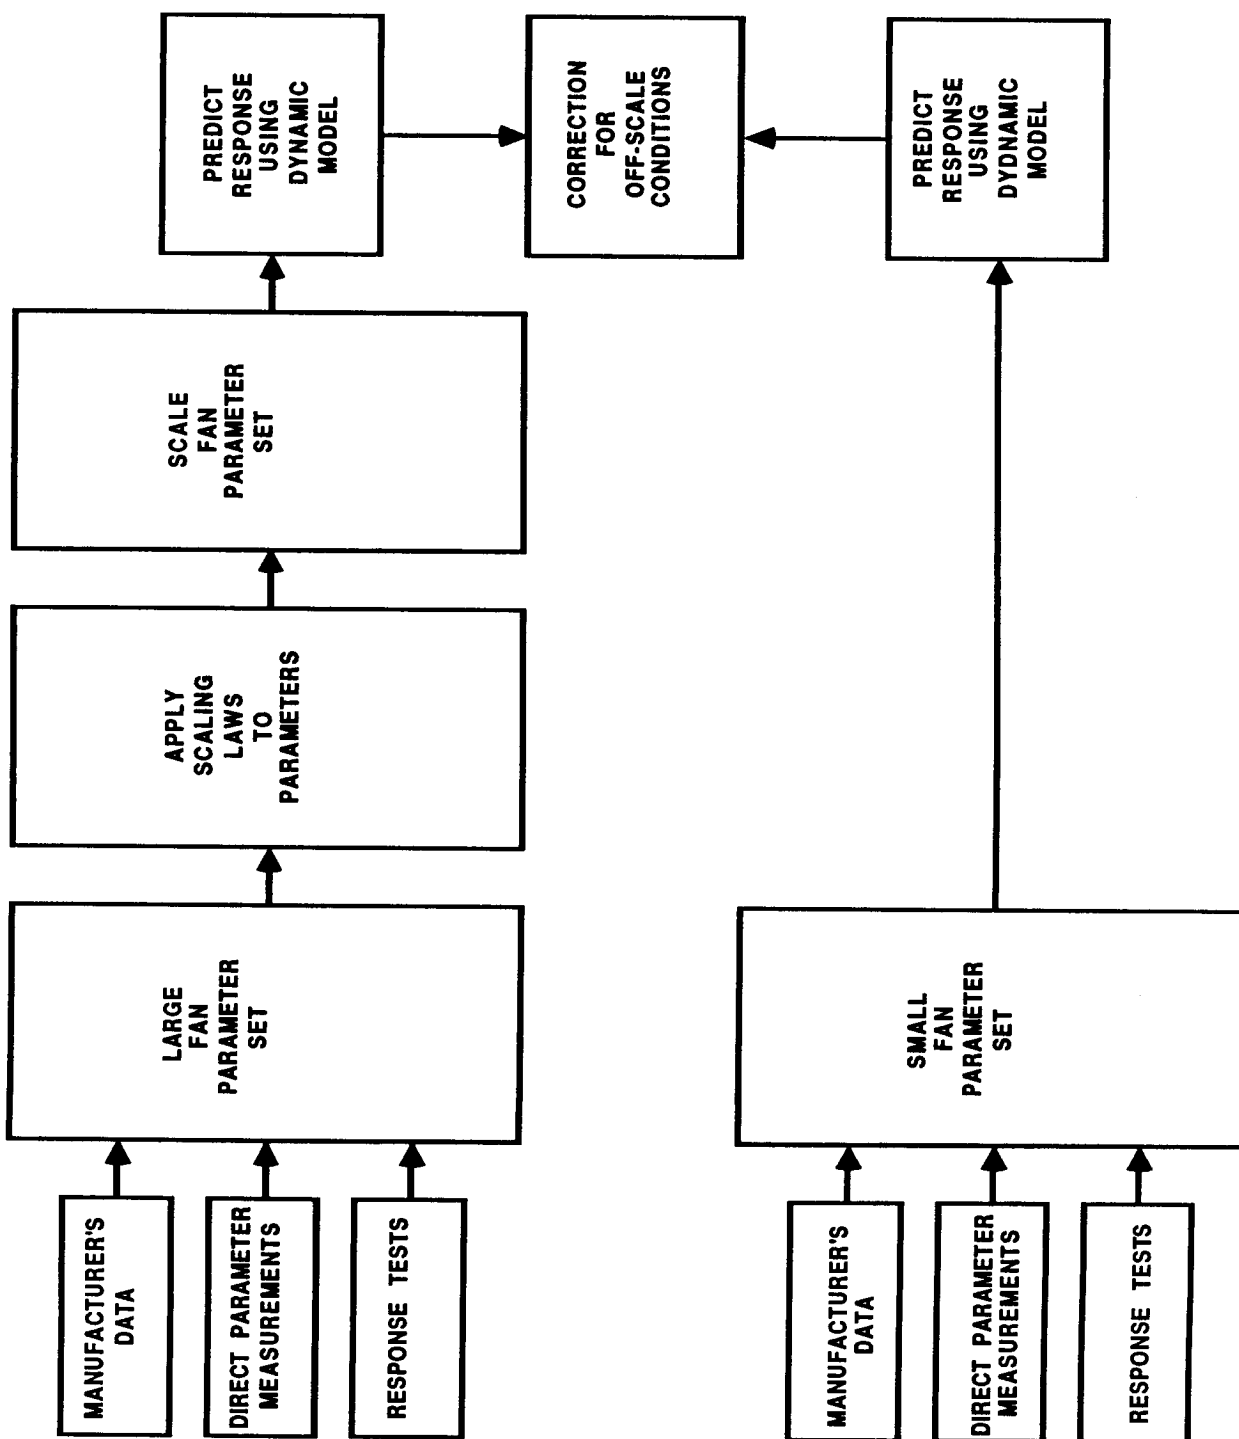 MANUFACTURER'S
DATA
DIRECT PARAMETER
MEASUREMENTS
RESPONSE TESTS
LARGE
FAN
PARAMETER
SET
APPLY
SCALING
LAWS
TO
PARAMETERS
SCALE
FAN
PARAMETER
SET
PREDICT
RESPONSE
USING
DYNAMIC
MODEL
CORRECTION
FOR
OFF-SCALE
CONDITIONS
MANUFACTURER'S
DATA
DIRECT PARAMETER
MEASUREMENTS
RESPONSE TESTS
SMALL
FAN
PARAMETER
SET
PREDICT
RESPONSE
USING
DYDNAMIC
MODEL